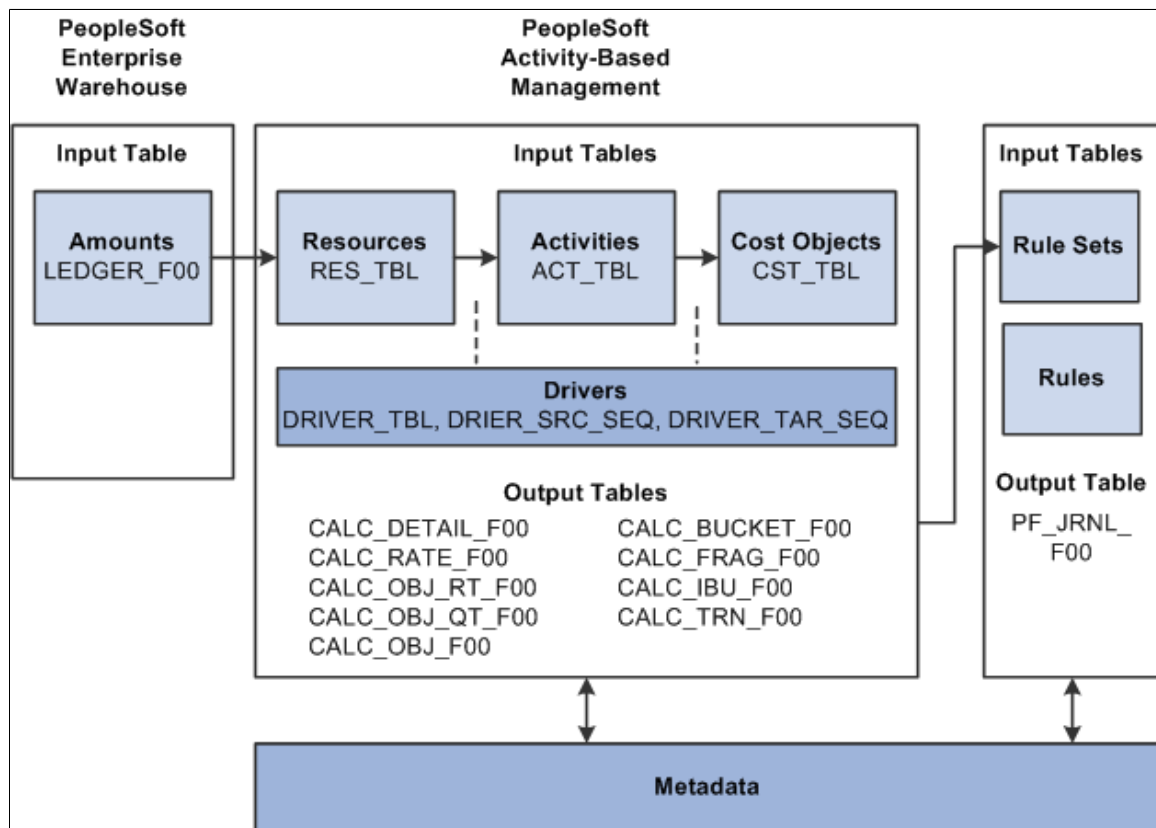 PeopleSoft
Enterprise
Warehouse
PeopleSoft
Activity-Based
Management
Input Table
Amounts
LEDGER_F00
Input Tables
Resources
RES_TBL
Activities
ACT_TBL
Cost Objects
CST_TBL
Drivers
DRIVER_TBL, DRIER_SRC_SEQ, DRIVER_TAR_SEQ
Output Tables
CALC_DETAIL_F00
CALC_RATE_F00
CALC_OBJ_RT_F00
CALC_OBJ_QT_F00
CALC_OBJ_F00
CALC_BUCKET_F00
CALC_FRAG_F00
CALC_IBU_F00
CALC_TRN_F00
Input Tables
Rule Sets
Rules
Output Table
PF_JRNL_
F00
Metadata